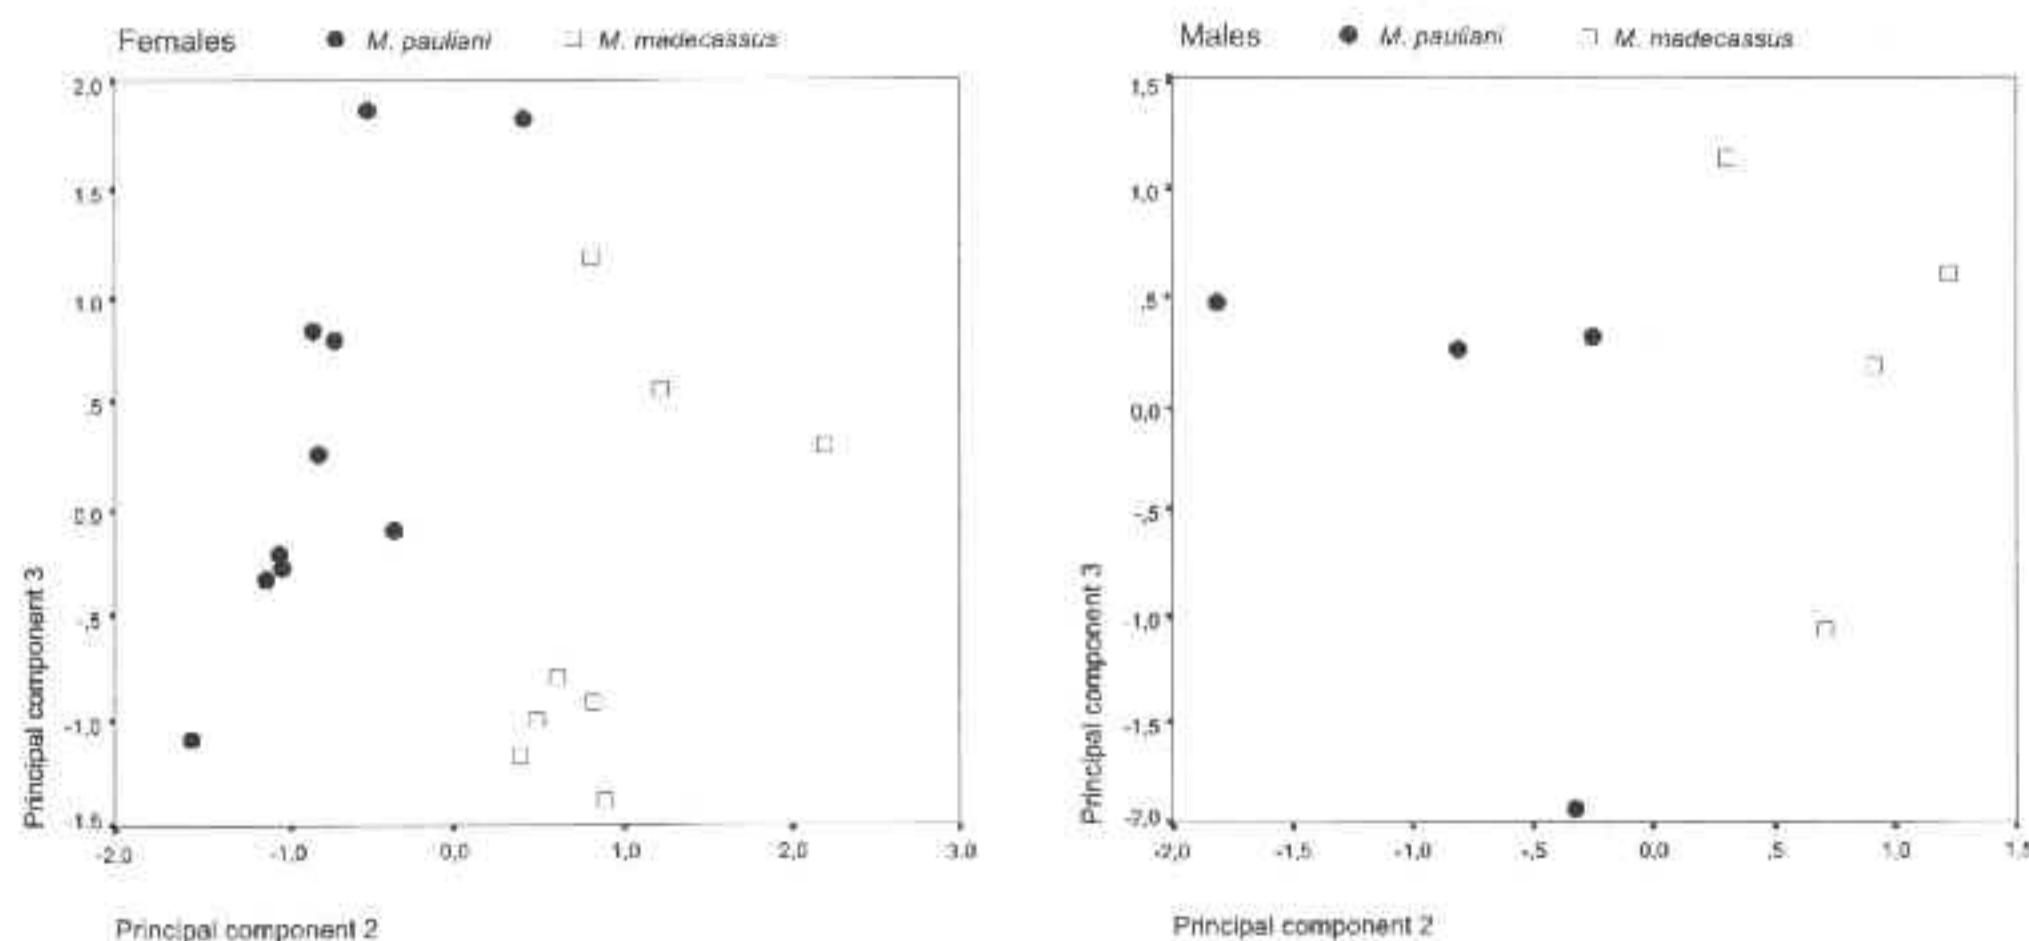 Females M. pauliani M. madecassus
2,0
1,5
1,0
,5
0,0
-,5
-1,0
-1,5
-2,0 -1,0 0,0 1,0 2,0 3,0
Principal component 3
Principal component 2
Males M. pauliani M. madecassus
1,5
1,0
,5
0,0
-,5
-1,0
-1,5
-2,0
-2,0 -1,5 -1,0 -,5 0,0 ,5 1,0 1,5
Principal component 3
Principal component 2